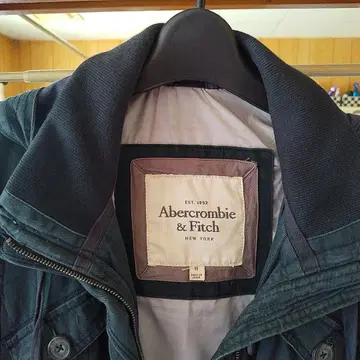 EST. 1892
Abercrombie
& Fitch
NEW YORK